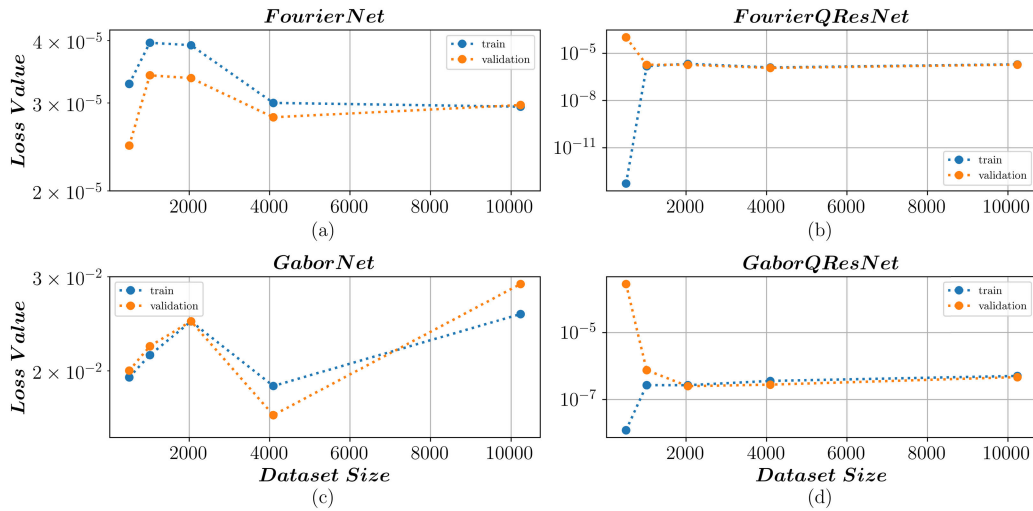 FourierNet
4 × 10⁻⁵
3 × 10⁻⁵
2 × 10⁻⁵
Loss Value
train
validation
2000 4000 6000 8000 10000
(a)
FourierQResNet
10⁻⁵
10⁻⁸
10⁻¹¹
train
validation
2000 4000 6000 8000 10000
(b)
GaborNet
3 × 10⁻²
2 × 10⁻²
Loss Value
train
validation
2000 4000 6000 8000 10000
Dataset Size
(c)
GaborQResNet
10⁻⁵
10⁻⁷
train
validation
2000 4000 6000 8000 10000
Dataset Size
(d)